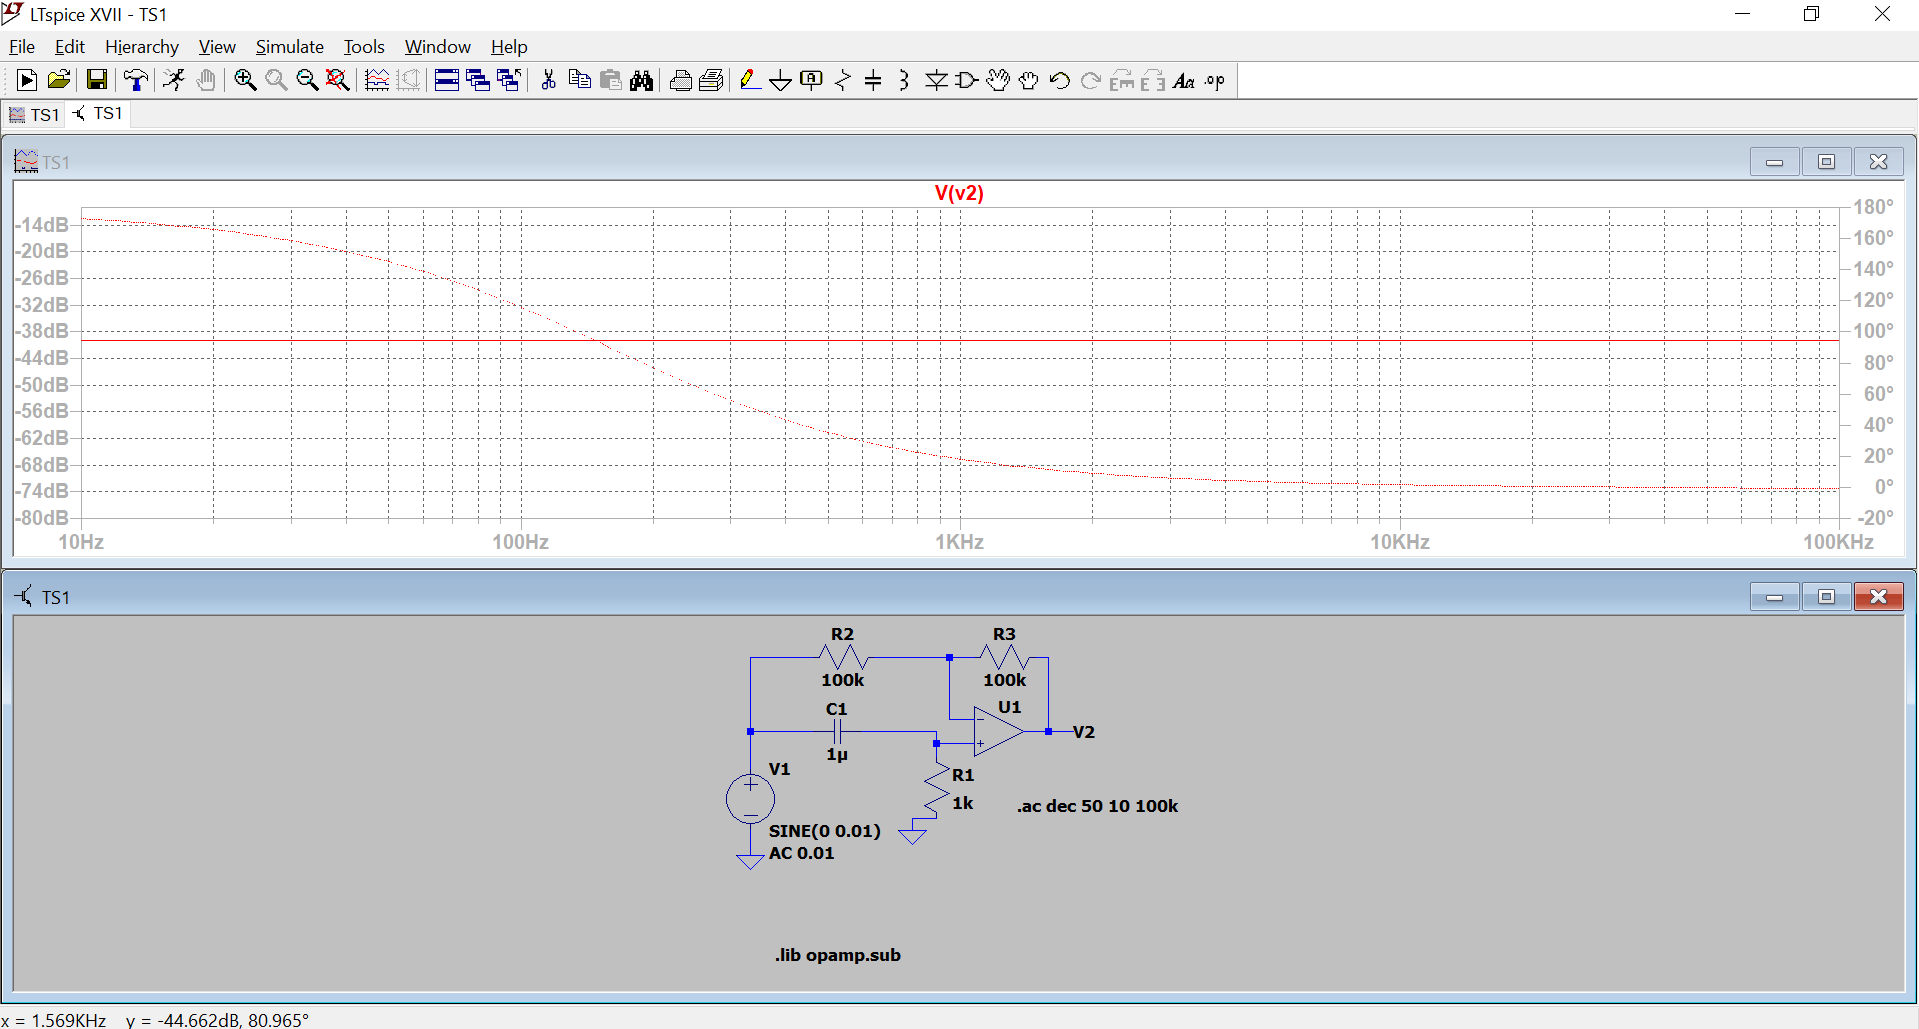 LTspice XVII - TS1
File Edit Hierarchy View Simulate Tools Window Help
A Aa .op
TS1 TS1
TS1
V(v2)
-14dB
-20dB
-26dB
-32dB
-38dB
-44dB
-50dB
-56dB
-62dB
-68dB
-74dB
-80dB
180°
160°
140°
120°
100°
80°
60°
40°
20°
0°
-20°
10Hz 100Hz 1KHz 10KHz 100KHz
TS1
R2 R3
100k 100k
C1 U1
V2
1µ
V1 R1
1k
.ac dec 50 10 100k
SINE(0 0.01)
AC 0.01
.lib opamp.sub
x = 1.569KHz y = -44.662dB, 80.965°